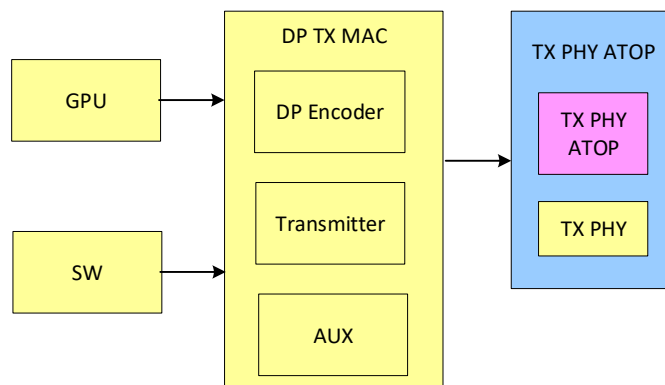 DP TX MAC
TX PHY ATOP
GPU
DP Encoder
TX PHY
ATOP
Transmitter
TX PHY
SW
AUX